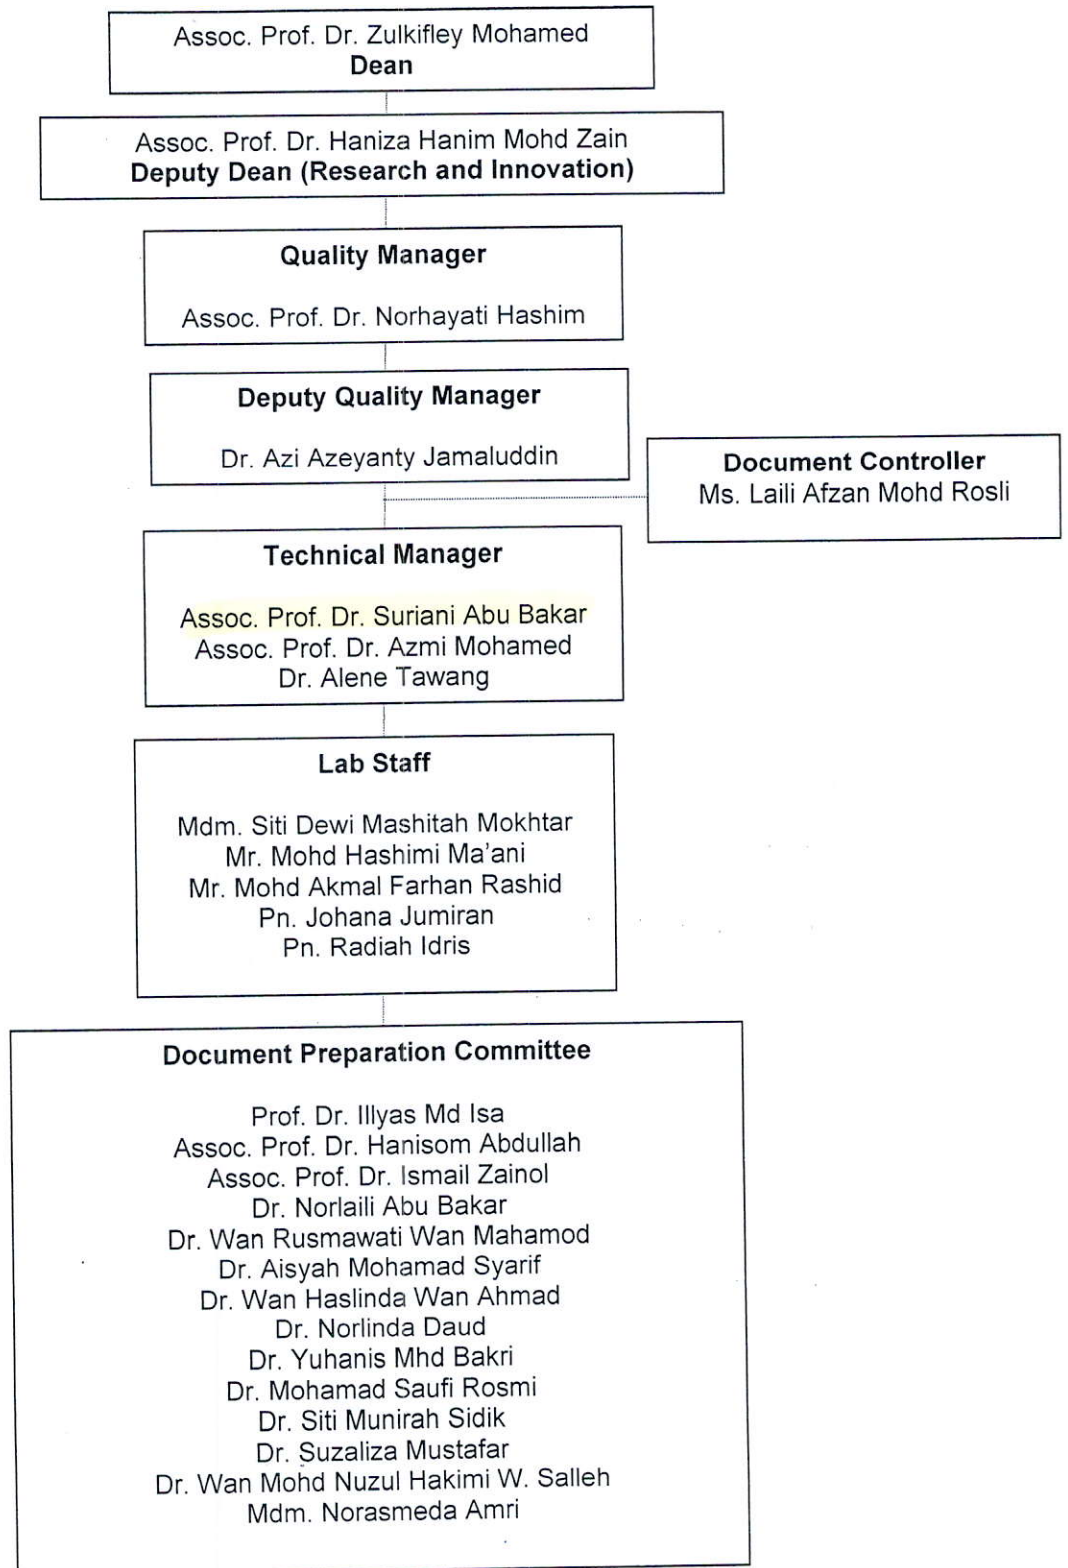 Assoc. Prof. Dr. Zulkifley Mohamed
Dean
Assoc. Prof. Dr. Haniza Hanim Mohd Zain
Deputy Dean (Research and Innovation)
Quality Manager
Assoc. Prof. Dr. Norhayati Hashim
Deputy Quality Manager
Dr. Azi Azeyanty Jamaluddin
Document Controller
Ms. Laili Afzan Mohd Rosli
Technical Manager
Assoc. Prof. Dr. Suriani Abu Bakar
Assoc. Prof. Dr. Azmi Mohamed
Dr. Alene Tawang
Lab Staff
Mdm. Siti Dewi Mashitah Mokhtar
Mr. Mohd Hashimi Ma'ani
Mr. Mohd Akmal Farhan Rashid
Pn. Johana Jumiran
Pn. Radiah Idris
Document Preparation Committee
Prof. Dr. Illyas Md Isa
Assoc. Prof. Dr. Hanisom Abdullah
Assoc. Prof. Dr. Ismail Zainol
Dr. Norlaili Abu Bakar
Dr. Wan Rusmawati Wan Mahamod
Dr. Aisyah Mohamad Syarif
Dr. Wan Haslinda Wan Ahmad
Dr. Norlinda Daud
Dr. Yuhanis Mhd Bakri
Dr. Mohamad Saufi Rosmi
Dr. Siti Munirah Sidik
Dr. Suzaliza Mustafar
Dr. Wan Mohd Nuzul Hakimi W. Salleh
Mdm. Norasmeda Amri